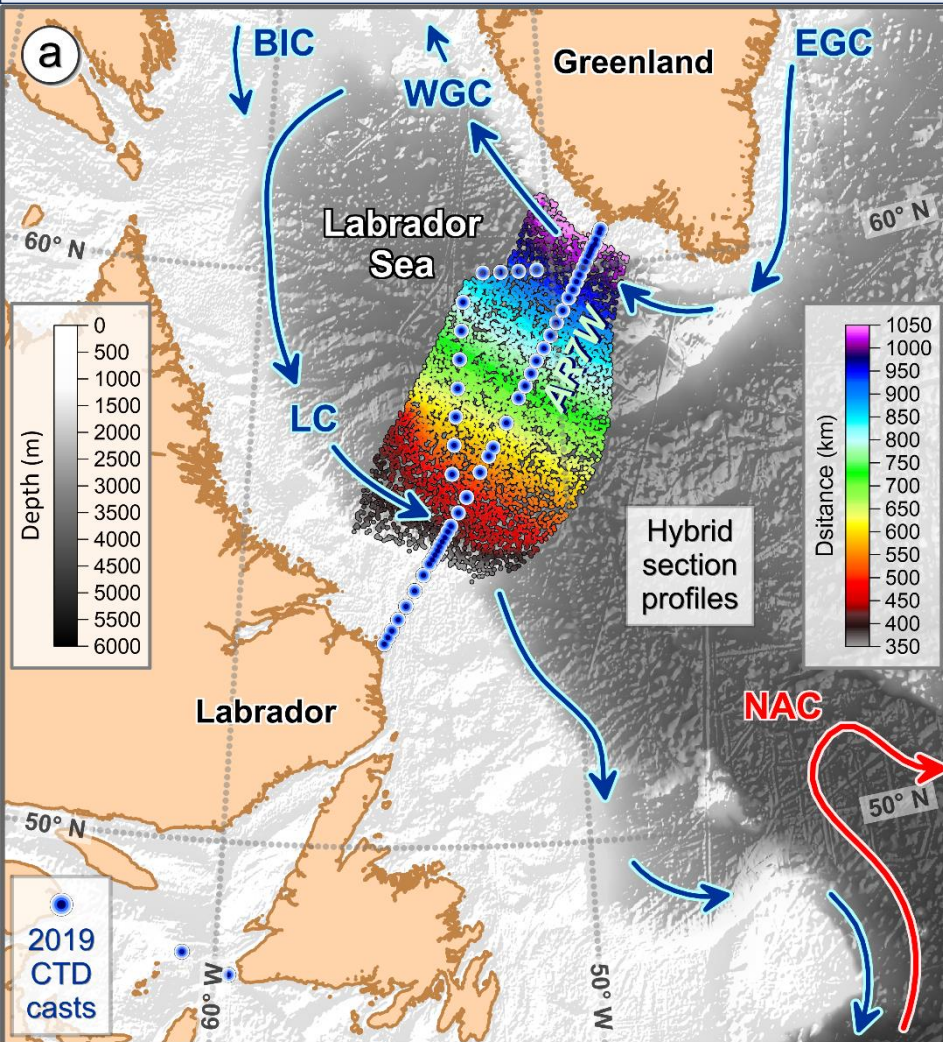 a
BIC
WGC
Greenland
EGC
Labrador
Sea
60° N
60° N
AR7W
LC
Depth (m)
0
500
1000
1500
2000
2500
3000
3500
4000
4500
5000
5500
6000
Dsitance (km)
1050
1000
950
900
850
800
750
700
650
600
550
500
450
400
350
Hybrid
section
profiles
Labrador
NAC
50° N
50° N
2019
CTD
casts
60° W
50° W